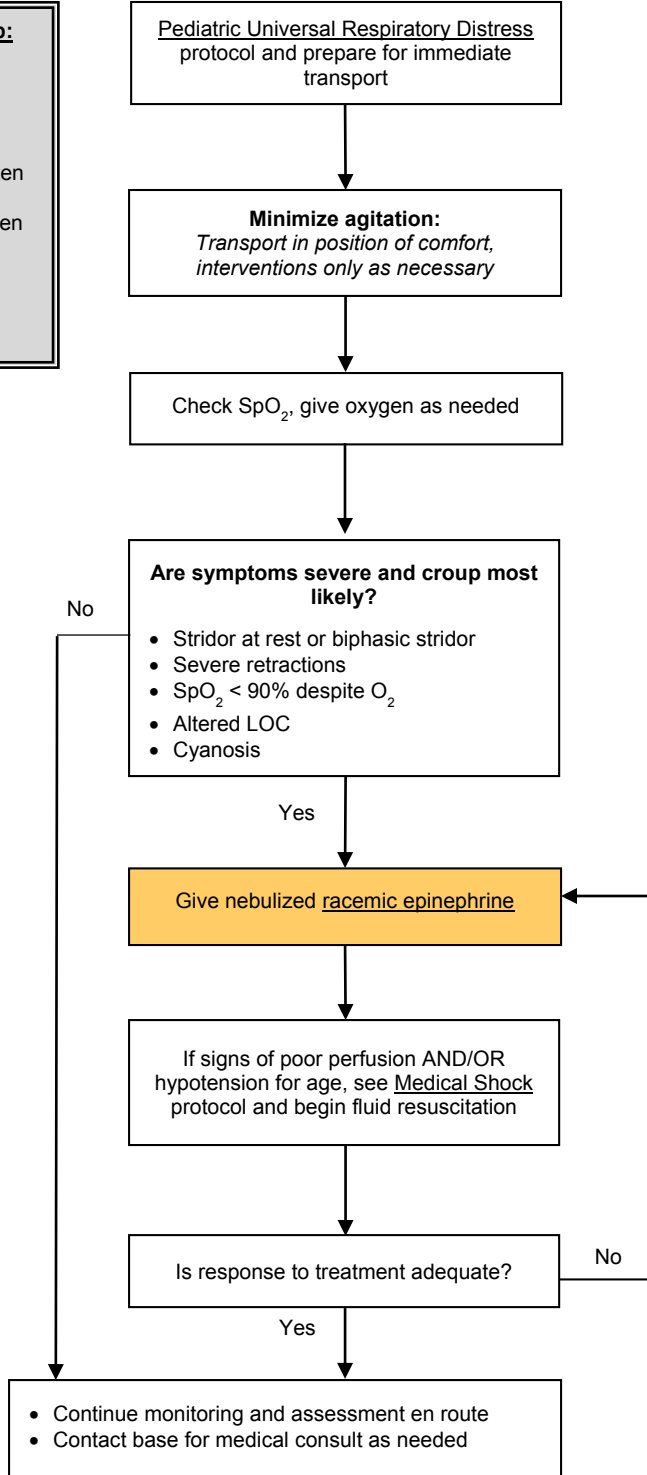 Pediatric Universal Respiratory Distress
protocol and prepare for immediate
transport
Minimize agitation:
Transport in position of comfort,
interventions only as necessary
Check SpO2, give oxygen as needed
Are symptoms severe and croup most
likely?
• Stridor at rest or biphasic stridor
• Severe retractions
• SpO2 < 90% despite O2
• Altered LOC
• Cyanosis
No
Yes
Give nebulized racemic epinephrine
If signs of poor perfusion AND/OR
hypotension for age, see Medical Shock
protocol and begin fluid resuscitation
Is response to treatment adequate?
No
Yes
• Continue monitoring and assessment en route
• Contact base for medical consult as needed